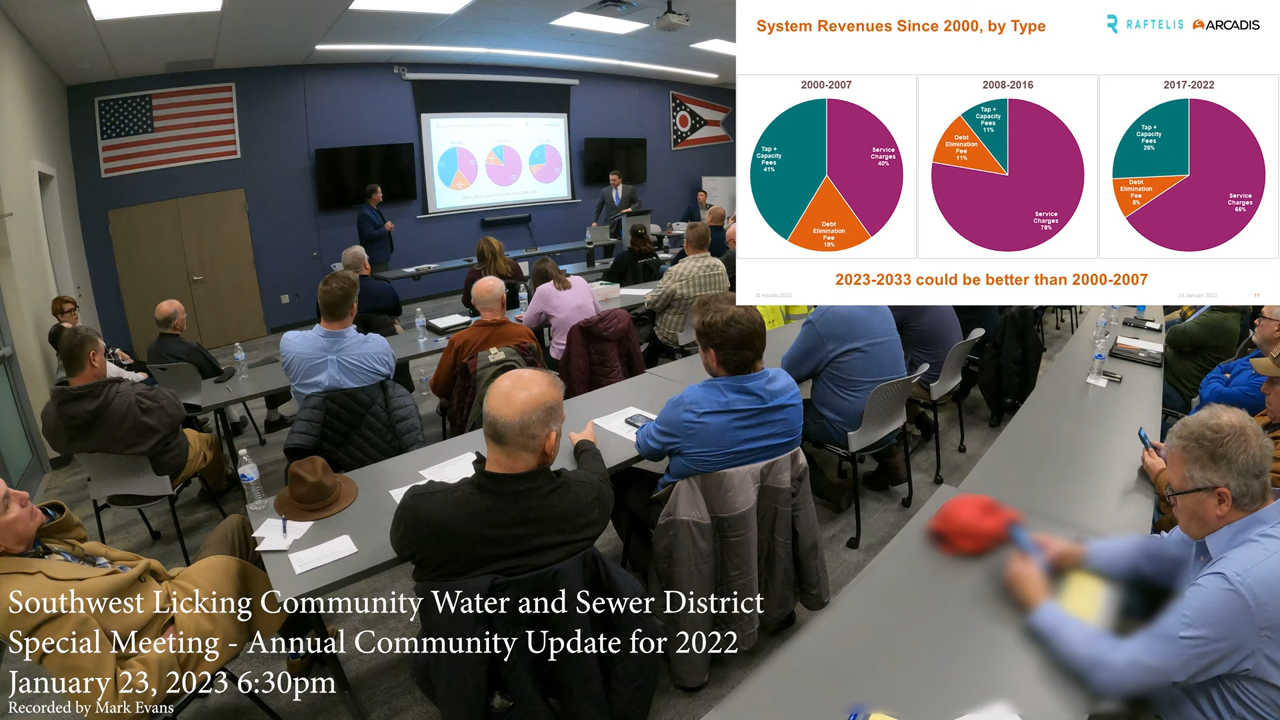 System Revenues Since 2000, by Type
RAFTELIS
ARCADIS
2000-2007
Tap +
Capacity
Fees
41%
Service
Charges
40%
Debt
Elimination
Fee
19%
2008-2016
Tap +
Capacity
Fees
11%
Debt
Elimination
Fee
11%
Service
Charges
78%
2017-2022
Tap +
Capacity
Fees
26%
Debt
Elimination
Fee
8%
Service
Charges
66%
2023-2033 could be better than 2000-2007
© Arcadis 2022
24 January 2023
11
Southwest Licking Community Water and Sewer District
Special Meeting - Annual Community Update for 2022
January 23, 2023 6:30pm
Recorded by Mark Evans